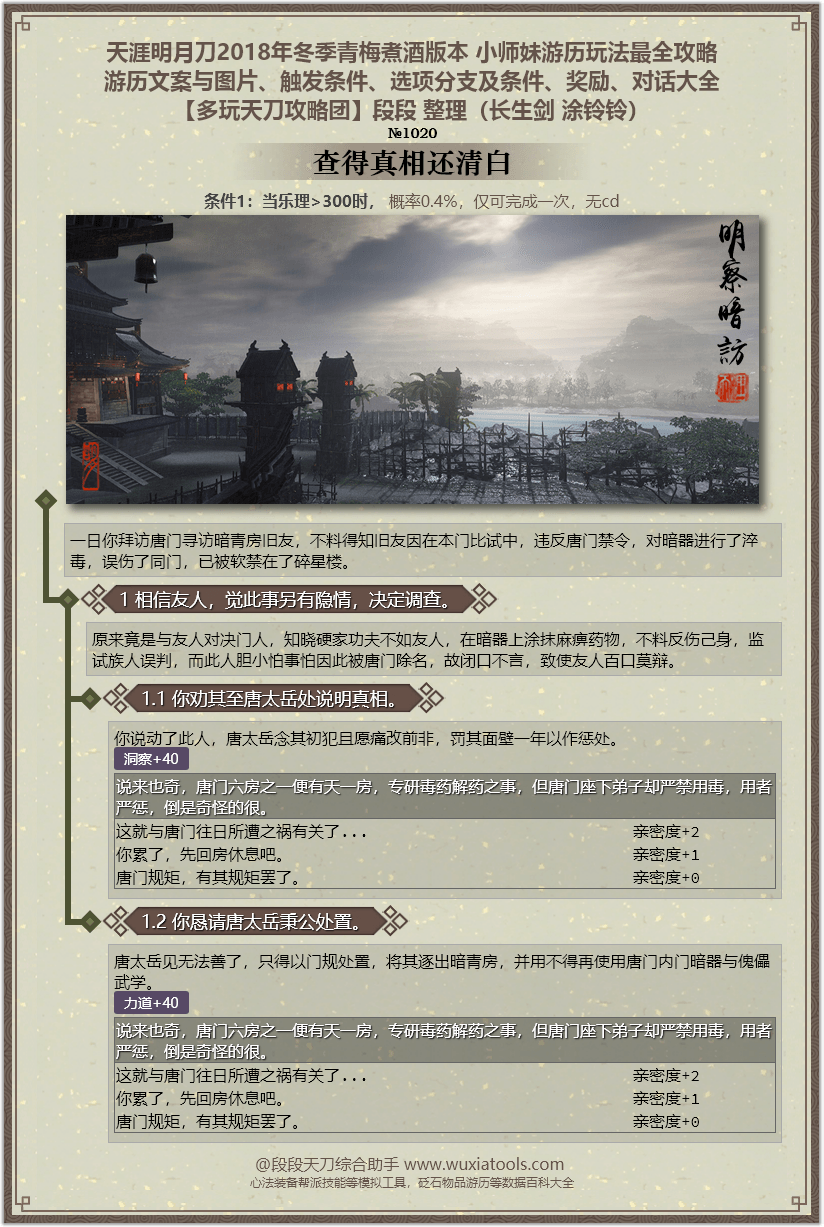 天涯明月刀2018年冬季青梅煮酒版本 小师妹游历玩法最全攻略
游历文案与图片、触发条件、选项分支及条件、奖励、对话大全
【多玩天刀攻略团】段段 整理（长生剑 涂铃铃）
№1020
查得真相还清白
条件1：当乐理>300时， 概率0.4%，仅可完成一次，无cd
明察暗訪
一日你拜访唐门寻访暗青房旧友，不料得知旧友因在本门比试中，违反唐门禁令，对暗器进行了淬
毒，误伤了同门，已被软禁在了碎星楼。
1 相信友人，觉此事另有隐情，决定调查。
原来竟是与友人对决门人，知晓硬家功夫不如友人，在暗器上涂抹麻痹药物，不料反伤己身，监
试族人误判，而此人胆小怕事怕因此被唐门除名，故闭口不言，致使友人百口莫辩。
1.1 你劝其至唐太岳处说明真相。
你说动了此人，唐太岳念其初犯且愿痛改前非，罚其面壁一年以作惩处。
洞察+40
说来也奇，唐门六房之一便有天一房，专研毒药解药之事，但唐门座下弟子却严禁用毒，用者
严惩，倒是奇怪的很。
这就与唐门往日所遭之祸有关了... 亲密度+2
你累了，先回房休息吧。 亲密度+1
唐门规矩，有其规矩罢了。 亲密度+0
1.2 你恳请唐太岳秉公处置。
唐太岳见无法善了，只得以门规处置，将其逐出暗青房，并用不得再使用唐门内门暗器与傀儡
武学。
力道+40
说来也奇，唐门六房之一便有天一房，专研毒药解药之事，但唐门座下弟子却严禁用毒，用者
严惩，倒是奇怪的很。
这就与唐门往日所遭之祸有关了... 亲密度+2
你累了，先回房休息吧。 亲密度+1
唐门规矩，有其规矩罢了。 亲密度+0
@段段天刀综合助手 www.wuxiatools.com
心法装备帮派技能等模拟工具，砭石物品游历等数据百科大全